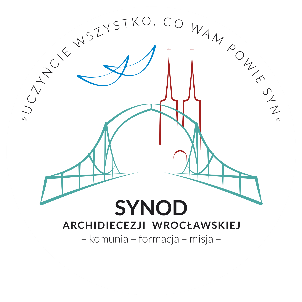 "UCZYŃCIE WSZYSTKO, CO WAM POWIE SYN"
SYNOD
ARCHIDIECEZJI WROCŁAWSKIEJ
– komunia – formacja – misja –